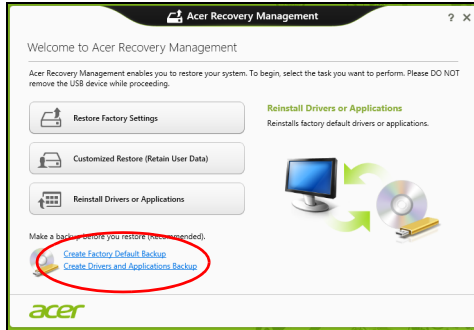 Acer Recovery Management
? X
Welcome to Acer Recovery Management
Acer Recovery Management enables you to restore your system. To begin, select the task you want to perform. Please DO NOT
remove the USB device while proceeding.
Restore Factory Settings
Customized Restore (Retain User Data)
Reinstall Drivers or Applications
Reinstall Drivers or Applications
Reinstalls factory default drivers or applications.
Make a backup before you restore (Recommended).
Create Factory Default Backup
Create Drivers and Applications Backup
acer